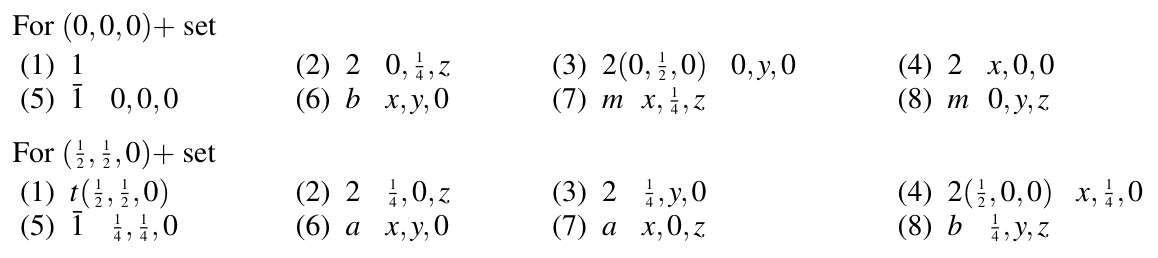 For (0,0,0)+ set
(1) 1 (2) 2 0,1/4,z (3) 2(0,1/2,0) 0,y,0 (4) 2 x,0,0
(5) 1̄ 0,0,0 (6) b x,y,0 (7) m x,1/4,z (8) m 0,y,z
For (1/2,1/2,0)+ set
(1) t(1/2,1/2,0) (2) 2 1/4,0,z (3) 2 1/4,y,0 (4) 2(1/2,0,0) x,1/4,0
(5) 1̄ 1/4,1/4,0 (6) a x,y,0 (7) a x,0,z (8) b 1/4,y,z